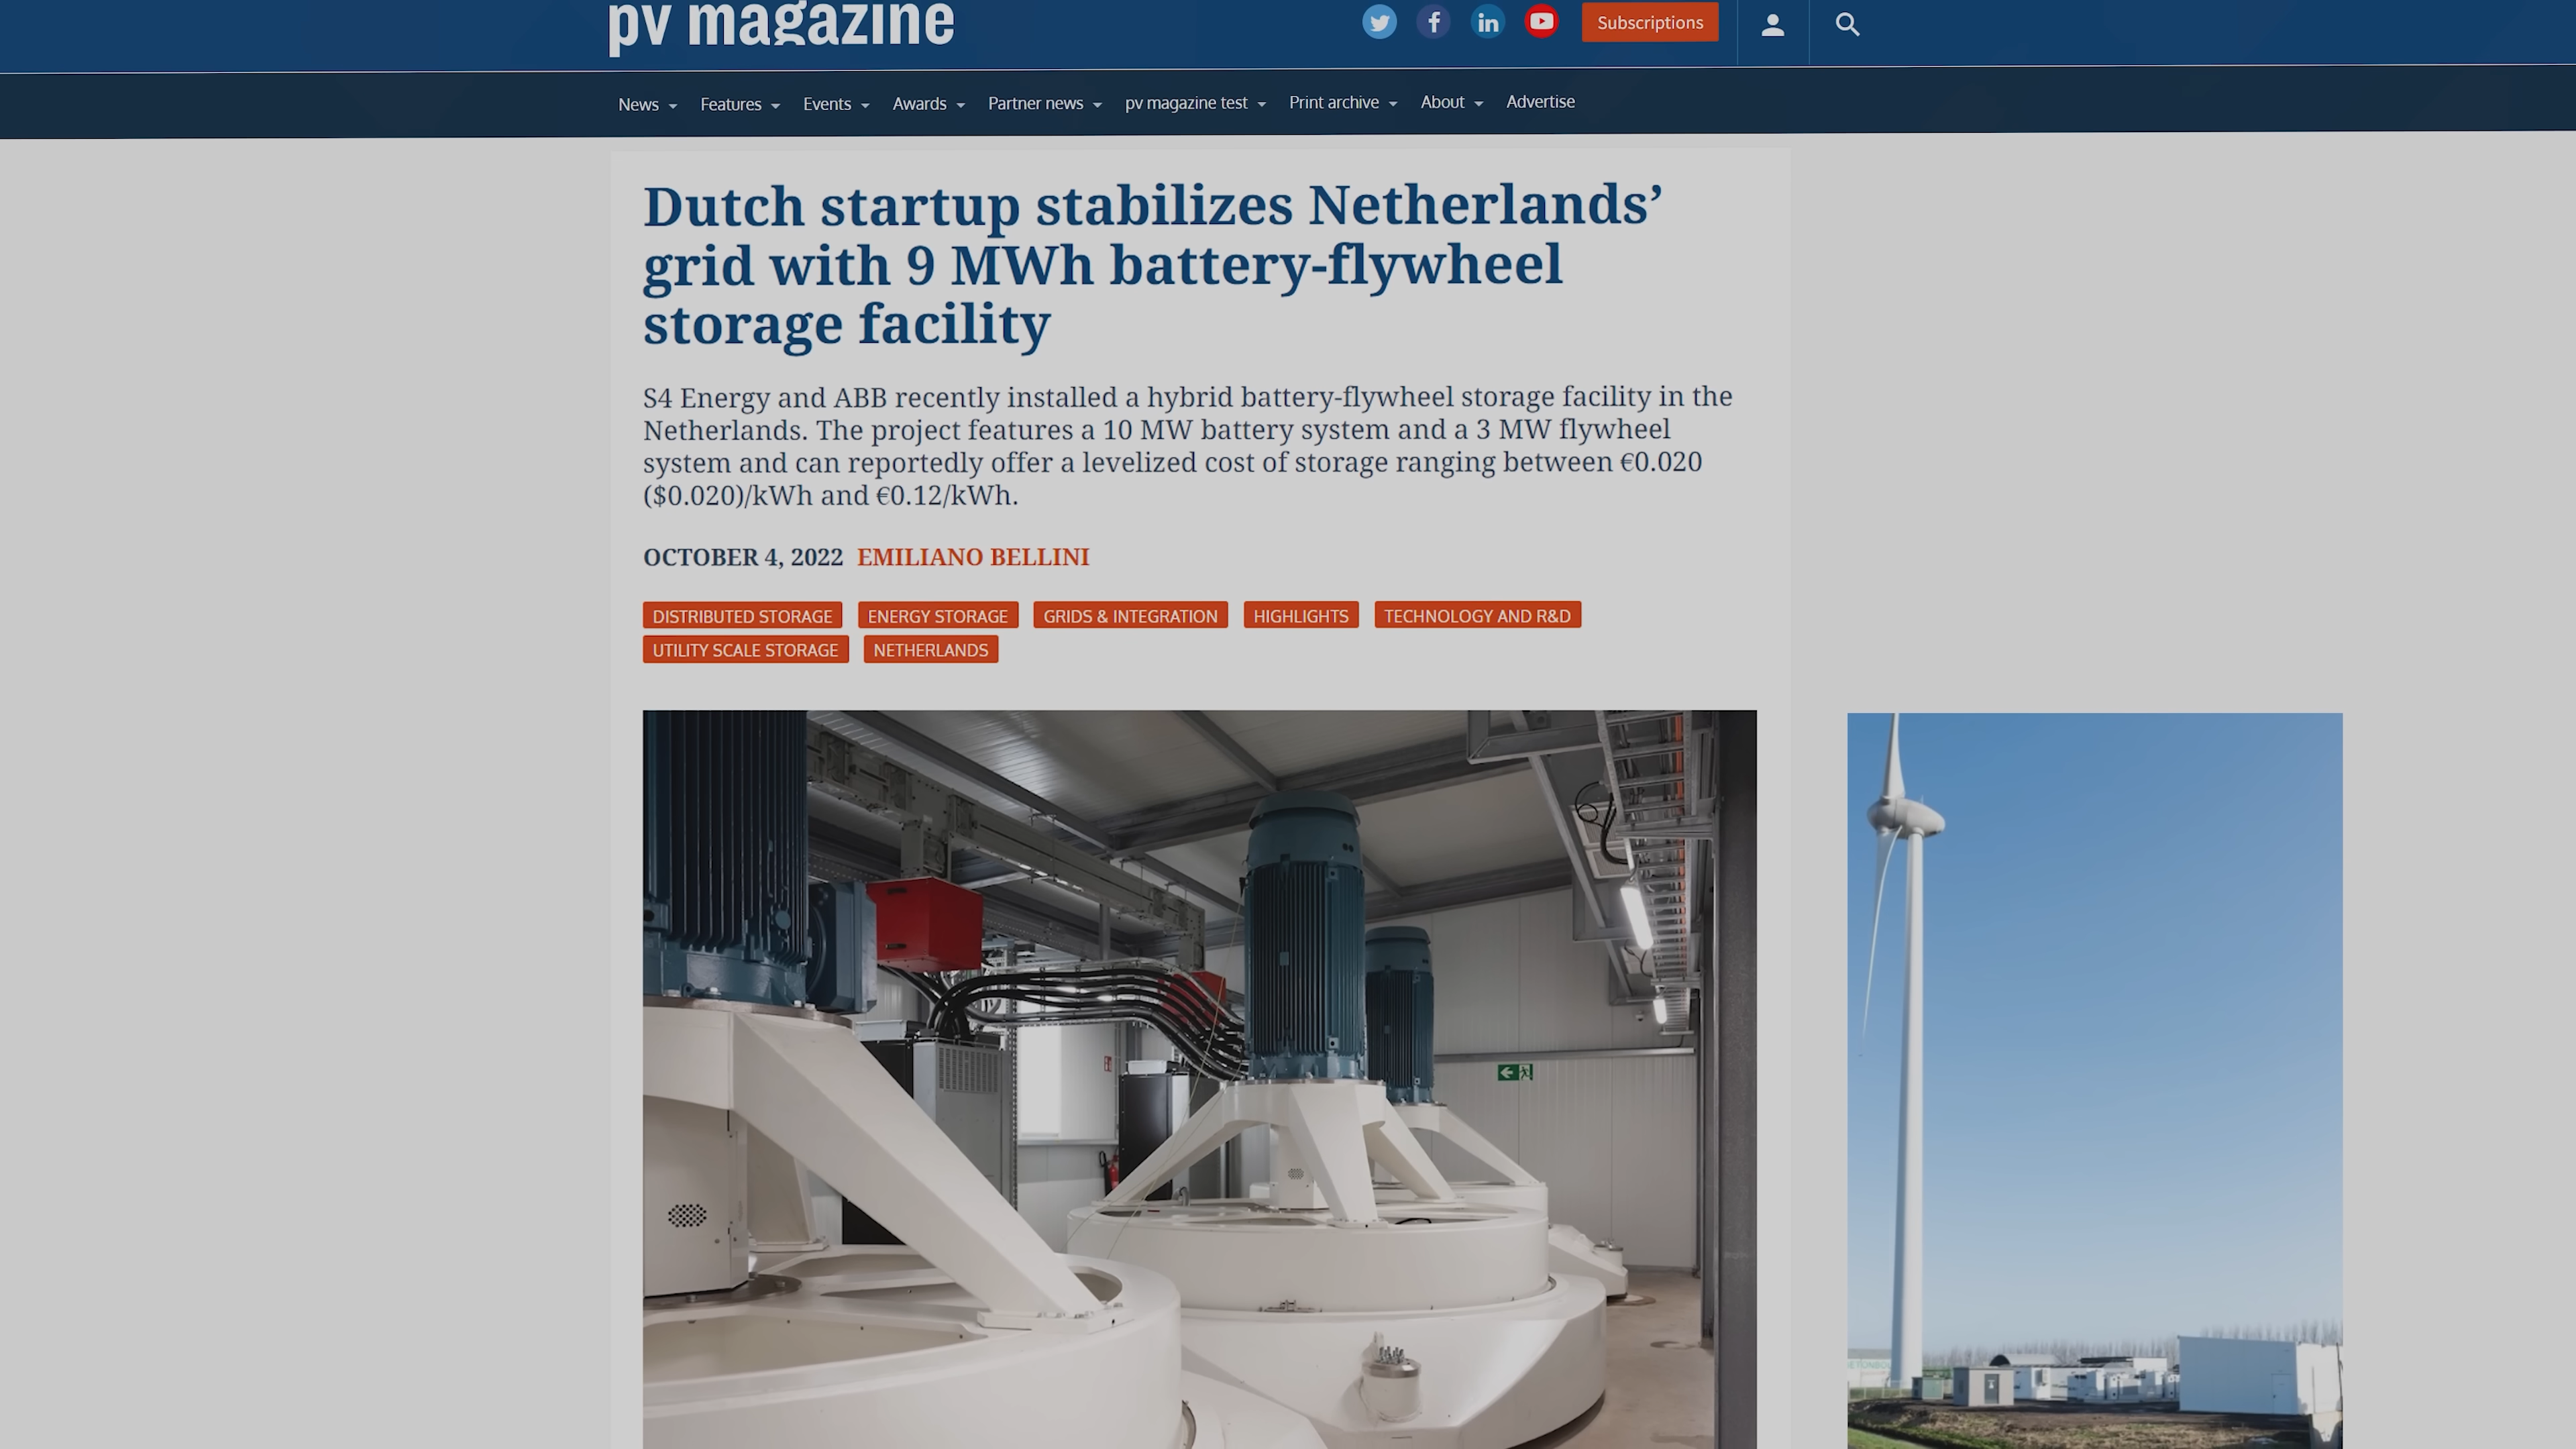 pv magazine
Subscriptions
News Features Events Awards Partner news pv magazine test Print archive About Advertise
Dutch startup stabilizes Netherlands’
grid with 9 MWh battery-flywheel
storage facility
S4 Energy and ABB recently installed a hybrid battery-flywheel storage facility in the
Netherlands. The project features a 10 MW battery system and a 3 MW flywheel
system and can reportedly offer a levelized cost of storage ranging between €0.020
($0.020)/kWh and €0.12/kWh.
OCTOBER 4, 2022 EMILIANO BELLINI
DISTRIBUTED STORAGE ENERGY STORAGE GRIDS & INTEGRATION HIGHLIGHTS TECHNOLOGY AND R&D
UTILITY SCALE STORAGE NETHERLANDS